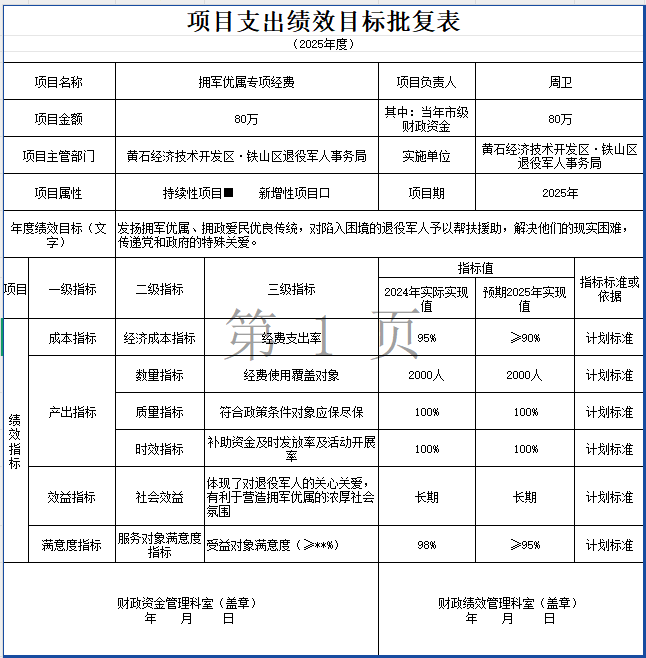 项目支出绩效目标批复表
（2025年度）
项目名称 拥军优属专项经费 项目负责人 周卫
项目金额 80万 其中：当年市级财政资金 80万
项目主管部门 黄石经济技术开发区·铁山区退役军人事务局 实施单位 黄石经济技术开发区·铁山区退役军人事务局
项目属性 持续性项目■ 新增性项目口 项目期 2025年
年度绩效目标（文字） 发扬拥军优属、拥政爱民优良传统，对陷入困境的退役军人予以帮扶援助，解决他们的现实困难，
传递党和政府的特殊关爱。
项目 一级指标 二级指标 三级指标 指标值 指标标准或依据
2024年实际实现值 预期2025年实现值
绩效指标
成本指标 经济成本指标 经费支出率 95% ≥90% 计划标准
第 1 页
产出指标 数量指标 经费使用覆盖对象 2000人 2000人 计划标准
质量指标 符合政策条件对象应保尽保 100% 100% 计划标准
时效指标 补助资金及时发放率及活动开展率 100% 100% 计划标准
效益指标 社会效益 体现了对退役军人的关心关爱，
有利于营造拥军优属的浓厚社会
氛围 长期 长期 计划标准
满意度指标 服务对象满意度指标 受益对象满意度（≥**%） 98% ≥95% 计划标准
财政资金管理科室（盖章） 财政绩效管理科室（盖章）
年 月 日 年 月 日